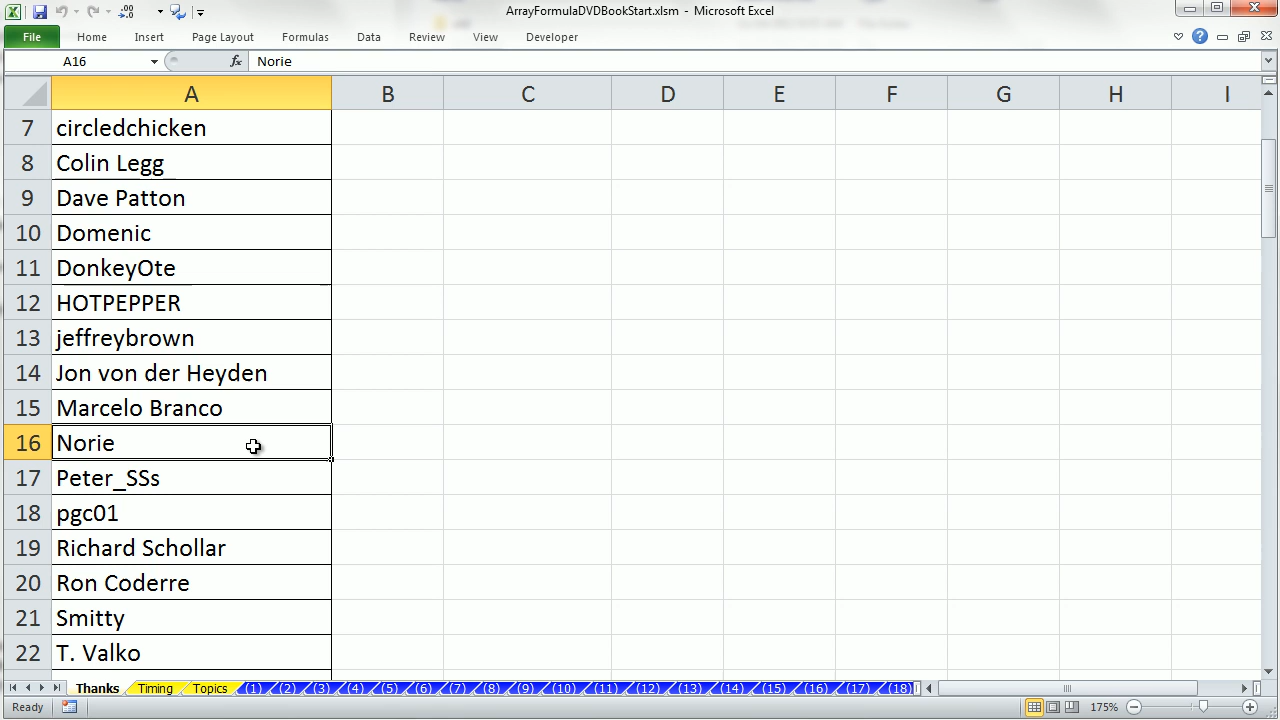 ArrayFormulaDVDBookStart.xlsm - Microsoft Excel
File Home Insert Page Layout Formulas Data Review View Developer
A16 fx Norie
A B C D E F G H I
7 circledchicken
8 Colin Legg
9 Dave Patton
10 Domenic
11 DonkeyOte
12 HOTPEPPER
13 jeffreybrown
14 Jon von der Heyden
15 Marcelo Branco
16 Norie
17 Peter_SSs
18 pgc01
19 Richard Schollar
20 Ron Coderre
21 Smitty
22 T. Valko
Thanks Timing Topics (1) (2) (3) (4) (5) (6) (7) (8) (9) (10) (11) (12) (13) (14) (15) (16) (17) (18)
Ready 175%